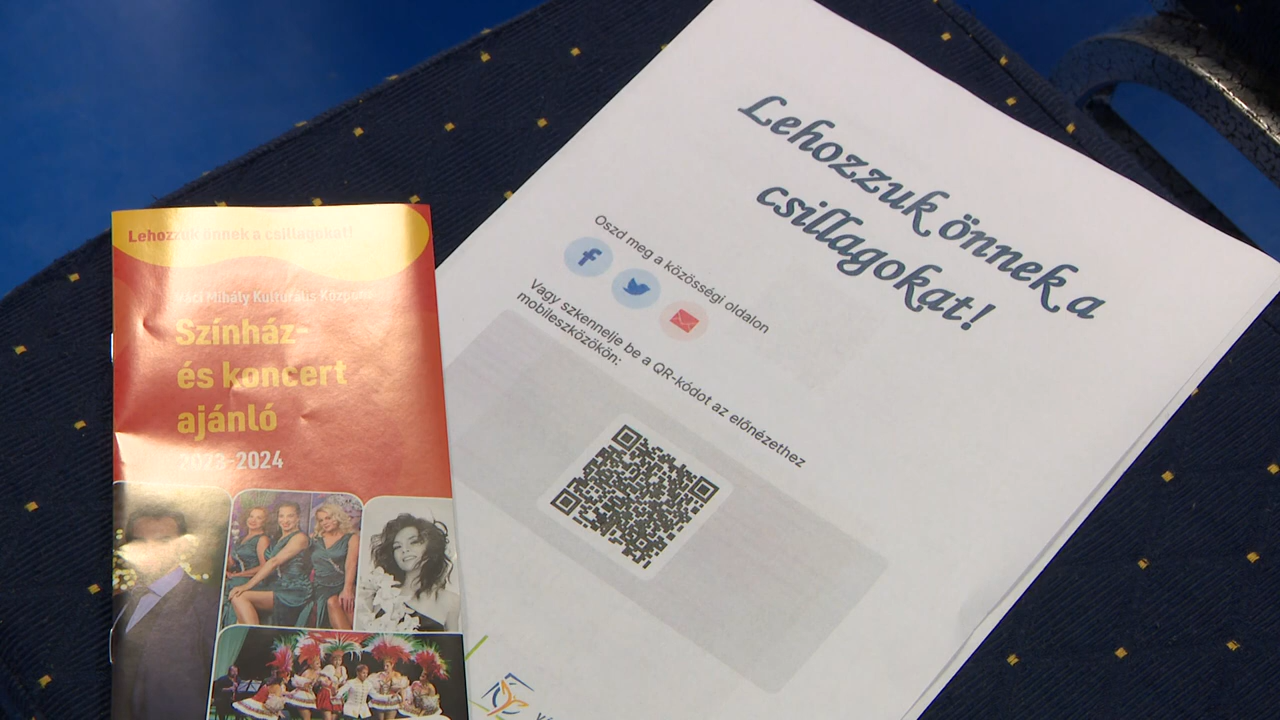 Lehozzuk önnek a csillagokat!
Váci Mihály Kulturális Központ
Színház-
és koncert
ajánló
2023-2024
Lehozzuk önnek a
csillagokat!
Oszd meg a közösségi oldalon
Vagy szkennelje be a QR-kódot az előnézethez
mobileszközökön: